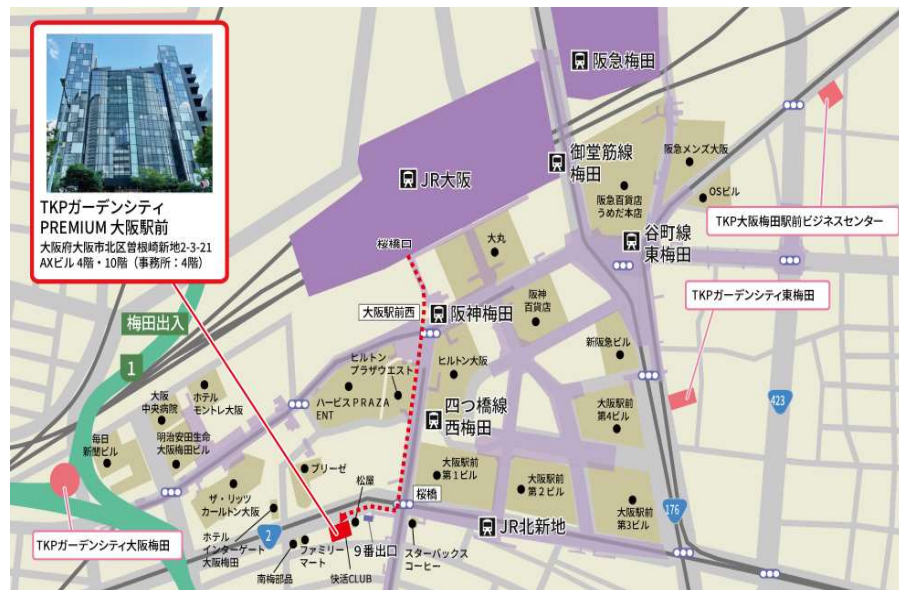 TKPガーデンシティ
PREMIUM 大阪駅前
大阪府大阪市北区曽根崎新地2-3-21
AXビル 4階・10階（事務所：4階）
阪急梅田
JR大阪
御堂筋線
梅田
阪急メンズ大阪
阪急百貨店
うめだ本店
OSビル
TKP大阪梅田駅前ビジネスセンター
谷町線
東梅田
桜橋口
大丸
大阪駅前西
阪神梅田
阪神
百貨店
TKPガーデンシティ東梅田
梅田出入
1
新阪急ビル
ヒルトン
プラザウエスト
ヒルトン大阪
ハービスPRAZA
ENT
大阪
中央病院
ホテル
モントレ大阪
四つ橋線
西梅田
大阪駅前
第4ビル
423
毎日
新聞ビル
明治安田生命
大阪梅田ビル
ブリーゼ
松屋
大阪駅前
第1ビル
大阪駅前
第2ビル
桜橋
大阪駅前
第3ビル
176
ザ・リッツ
カールトン大阪
JR北新地
TKPガーデンシティ大阪梅田
ホテル
インターゲート
大阪梅田
2
ファミリー
マート
9番出口
スターバックス
コーヒー
南梅部品
快活CLUB